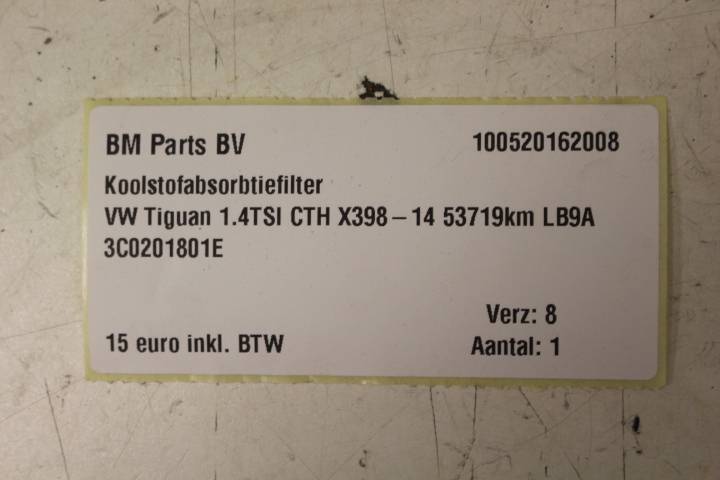 BM Parts BV 100520162008
Koolstofabsorbtiefilter
VW Tiguan 1.4TSI CTH X398-14 53719km LB9A
3C0201801E
Verz: 8
15 euro inkl. BTW Aantal: 1